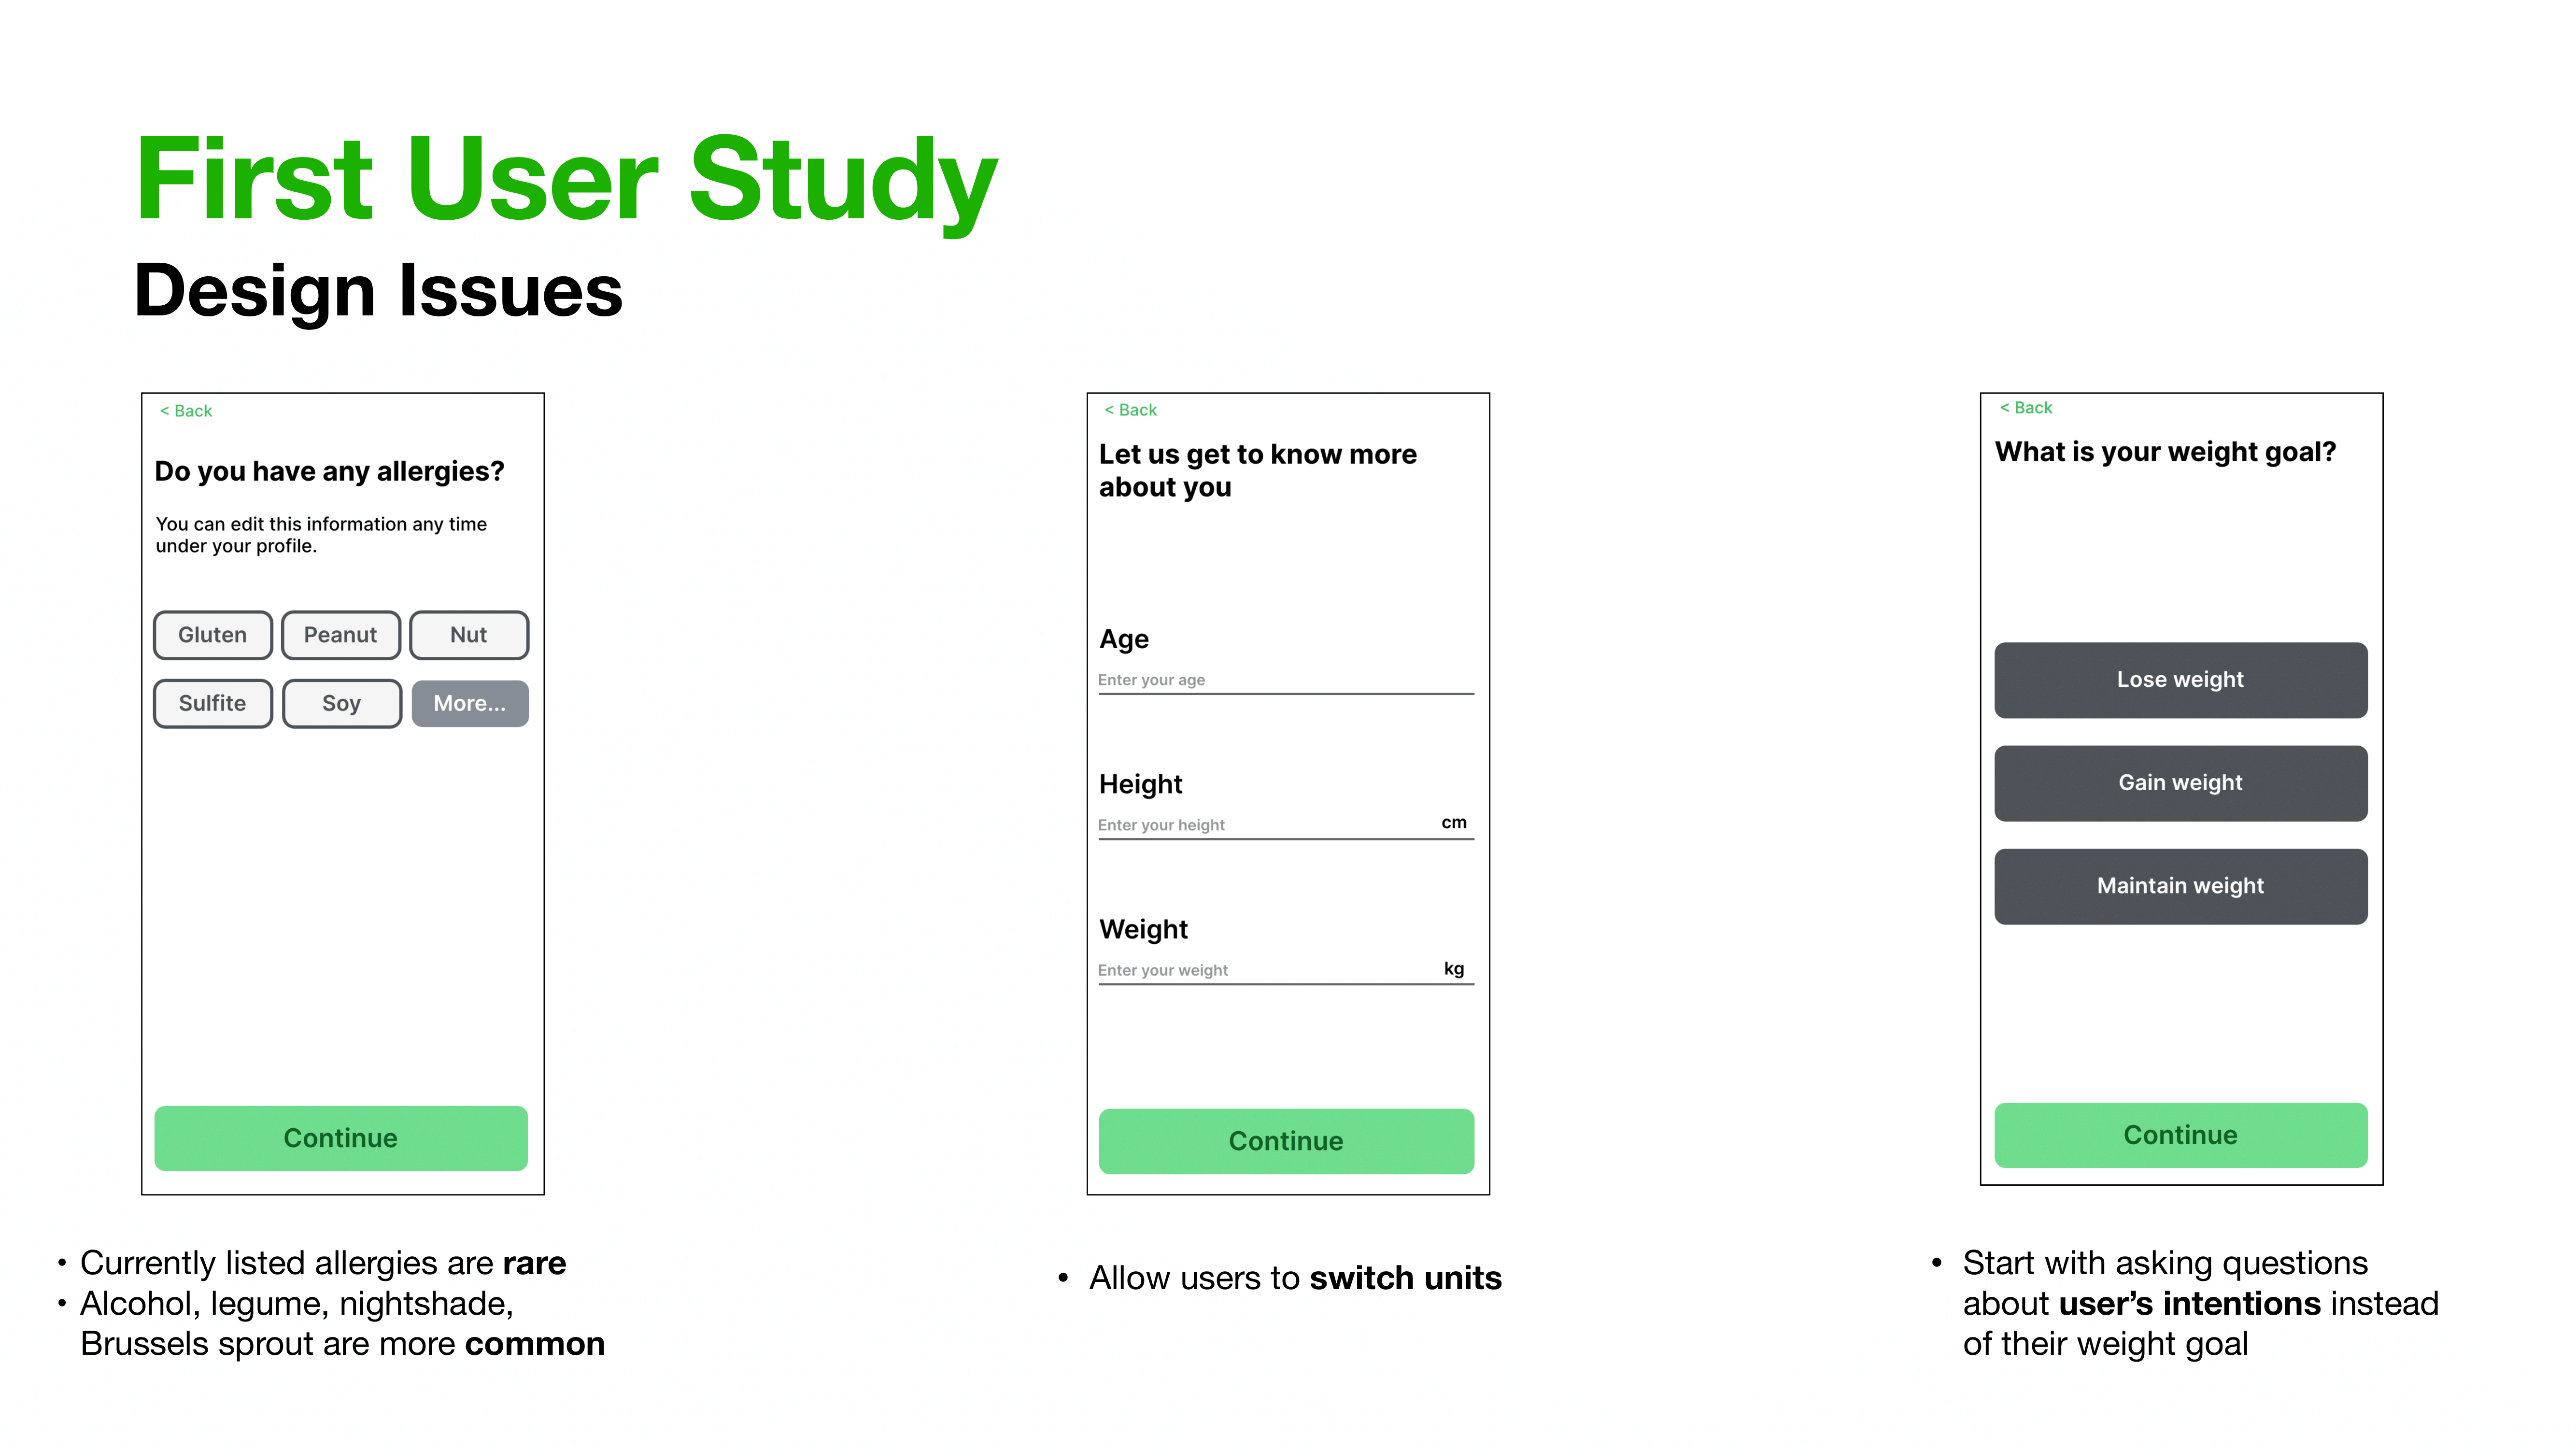 First User Study
Design Issues
< Back
Do you have any allergies?
You can edit this information any time
under your profile.
Gluten
Peanut
Nut
Sulfite
Soy
More...
Continue
• Currently listed allergies are rare
• Alcohol, legume, nightshade,
Brussels sprout are more common
< Back
Let us get to know more
about you
Age
Enter your age
Height
Enter your height cm
Weight
Enter your weight kg
Continue
• Allow users to switch units
< Back
What is your weight goal?
Lose weight
Gain weight
Maintain weight
Continue
• Start with asking questions
about user’s intentions instead
of their weight goal